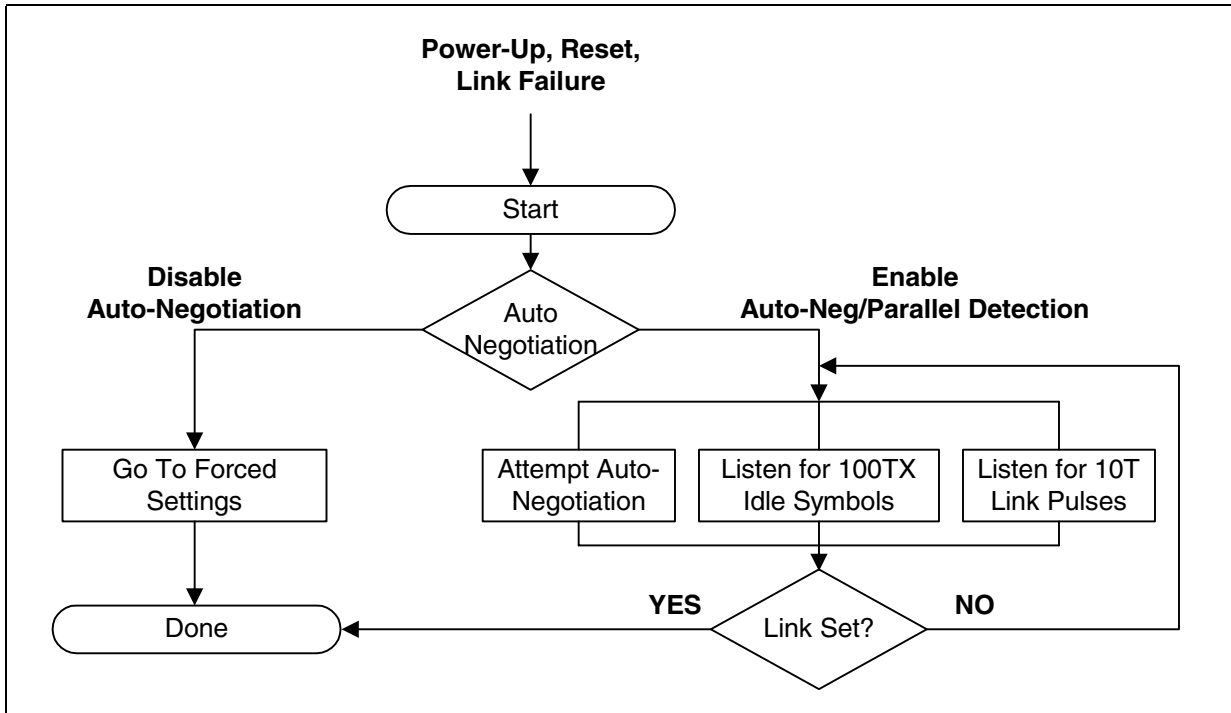 Power-Up, Reset,
Link Failure
Start
Disable
Auto-Negotiation
Enable
Auto-Neg/Parallel Detection
Auto
Negotiation
Go To Forced
Settings
Attempt Auto-
Negotiation
Listen for 100TX
Idle Symbols
Listen for 10T
Link Pulses
Done
YES
Link Set?
NO